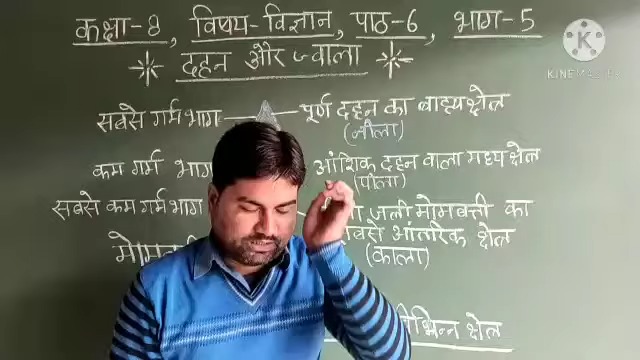 कक्षा-8, विषय-विज्ञान, पाठ-6, भाग-5
दहन और ज्वाला
सबसे गर्म भाग पूर्ण दहन का बाह्य क्षेत्र
(नीला)
कम गर्म भाग आंशिक दहन वाला मध्य क्षेत्र
(पीला)
सबसे कम गर्म भाग जली मोमबत्ती का
आंतरिक क्षेत्र
(काला)
क्षेत्र
KINEMASTER